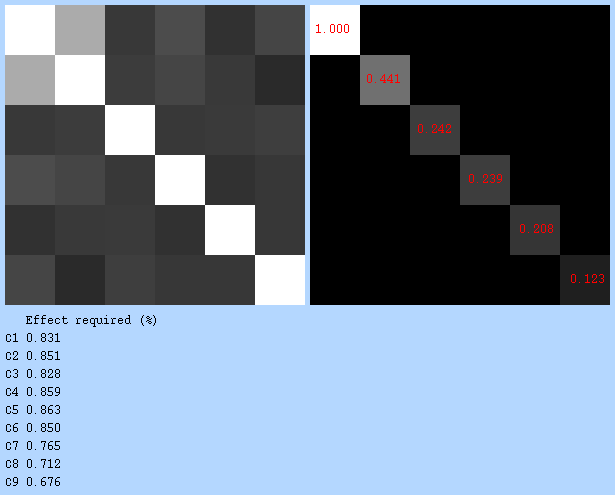 1.000
0.441
0.242
0.239
0.208
0.123
Effect required (%)
C1 0.831
C2 0.851
C3 0.828
C4 0.859
C5 0.863
C6 0.850
C7 0.765
C8 0.712
C9 0.676